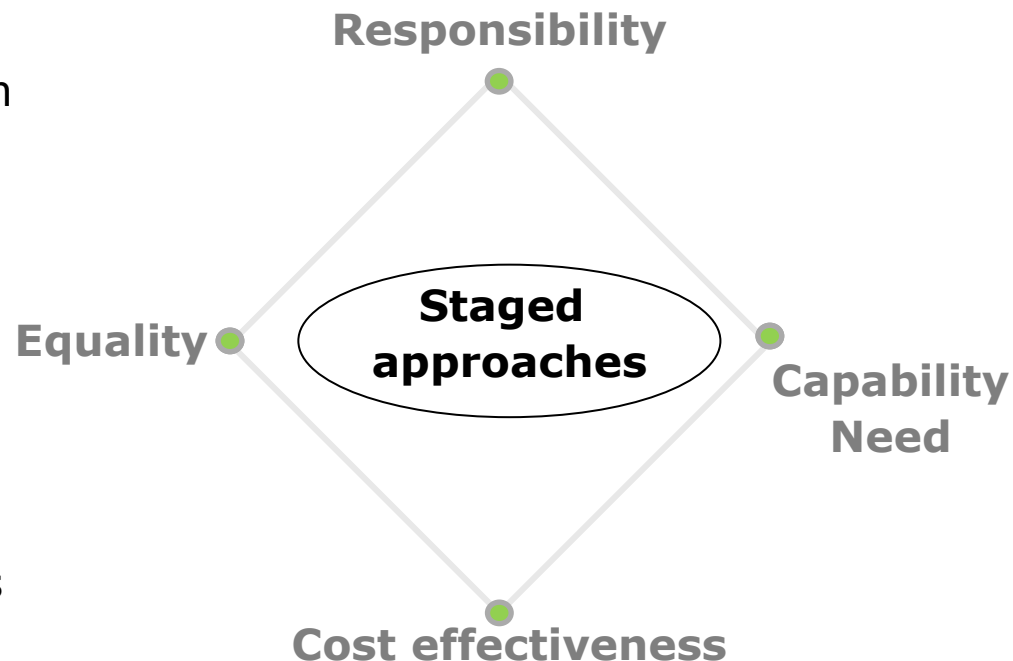 Responsibility
Staged
approaches
Equality
Capability
Need
Cost effectiveness